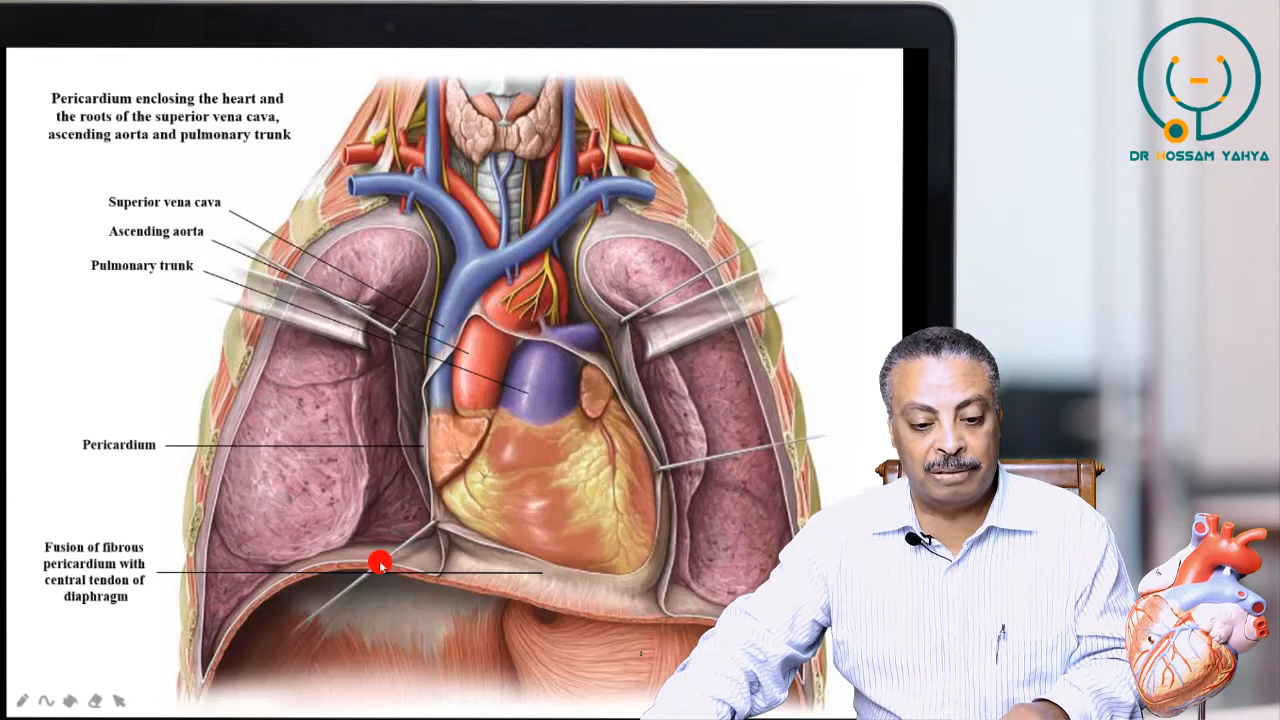 Pericardium enclosing the heart and
the roots of the superior vena cava,
ascending aorta and pulmonary trunk
Superior vena cava
Ascending aorta
Pulmonary trunk
Pericardium
Fusion of fibrous
pericardium with
central tendon of
diaphragm
DR HOSSAM YAHYA